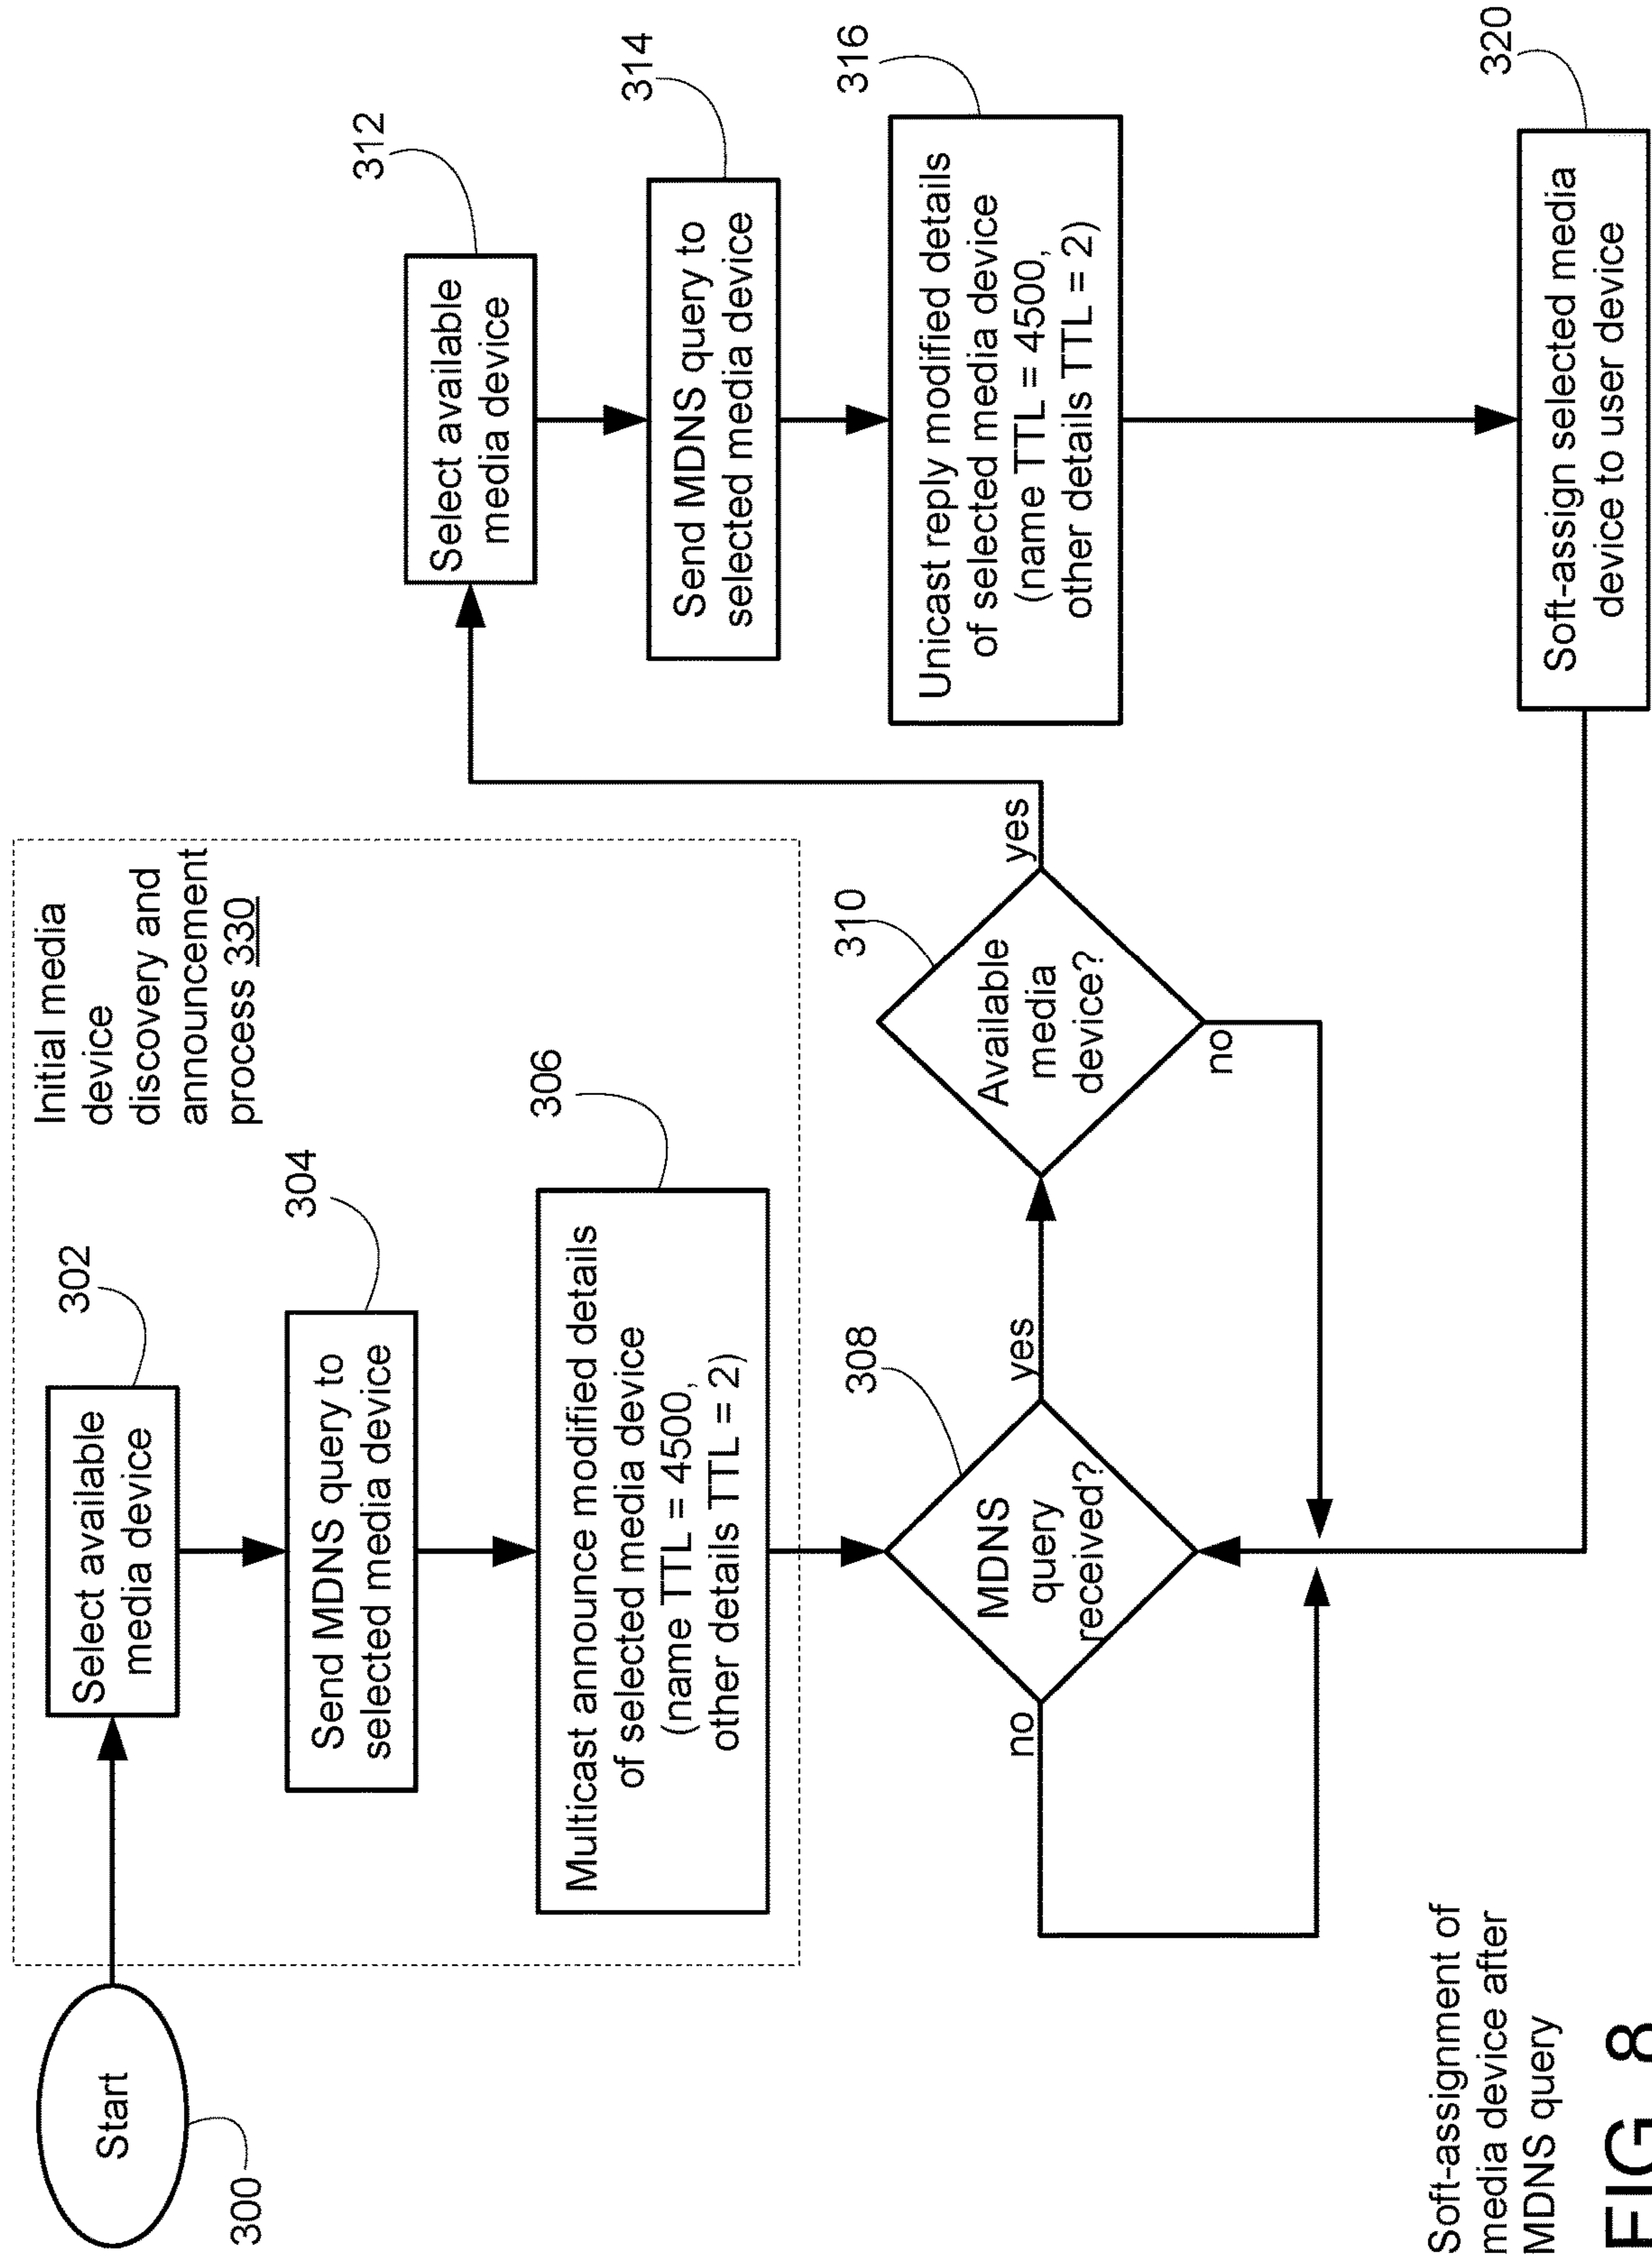 Start
300
Initial media
device
discovery and
announcement
process 330
302
Select available
media device
304
Send MDNS query to
selected media device
306
Multicast announce modified details
of selected media device
(name TTL = 4500,
other details TTL = 2)
308
MDNS
query
received?
no
yes
310
Available
media
device?
no
yes
312
Select available
media device
314
Send MDNS query to
selected media device
316
Unicast reply modified details
of selected media device
(name TTL = 4500,
other details TTL = 2)
320
Soft-assign selected media
device to user device
Soft-assignment of
media device after
MDNS query
FIG. 8